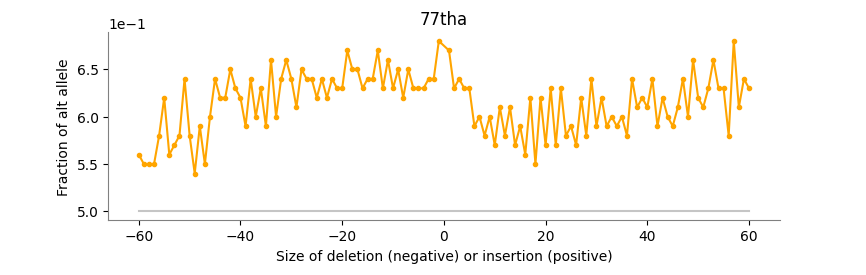 77tha
1e−1
Fraction of alt allele
6.5
6.0
5.5
5.0
−60 −40 −20 0 20 40 60
Size of deletion (negative) or insertion (positive)